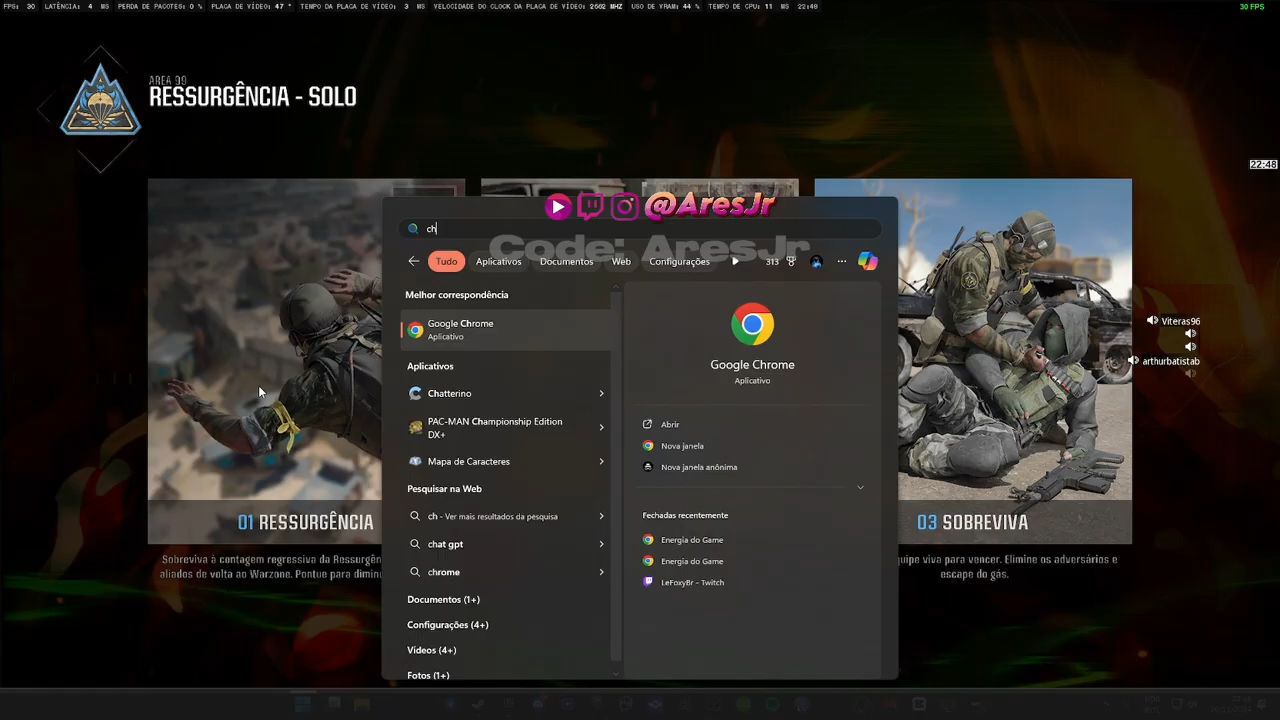 FPS: 30 LATÊNCIA: 4 MS PERDA DE PACOTES: 0 % PLACA DE VÍDEO: 47 ° TEMPO DA PLACA DE VÍDEO: 3 MS VELOCIDADE DO CLOCK DA PLACA DE VÍDEO: 2602 MHZ USO DE VRAM: 44 % TEMPO DE CPU: 11 MS 22:48
30 FPS
AREA 99
RESSURGÊNCIA - SOLO
22:48
@AresJr
ch
Code: AresJr
Tudo Aplicativos Documentos Web Configurações 313
Melhor correspondência
Google Chrome
Aplicativo
Aplicativos
Chatterino
PAC-MAN Championship Edition
DX+
Mapa de Caracteres
Pesquisar na Web
ch - Ver mais resultados da pesquisa
chat gpt
chrome
Documentos (1+)
Configurações (4+)
Vídeos (4+)
Fotos (1+)
Google Chrome
Aplicativo
Abrir
Nova janela
Nova janela anônima
Fechadas recentemente
Energia do Game
Energia do Game
LeFoxyBr - Twitch
Viteras96
arthurbatistab
01 RESSURGÊNCIA
Sobreviva à contagem regressiva da Ressurgên
aliados de volta ao Warzone. Pontue para diminu
03 SOBREVIVA
quipe viva para vencer. Elimine os adversários e
escape do gás.